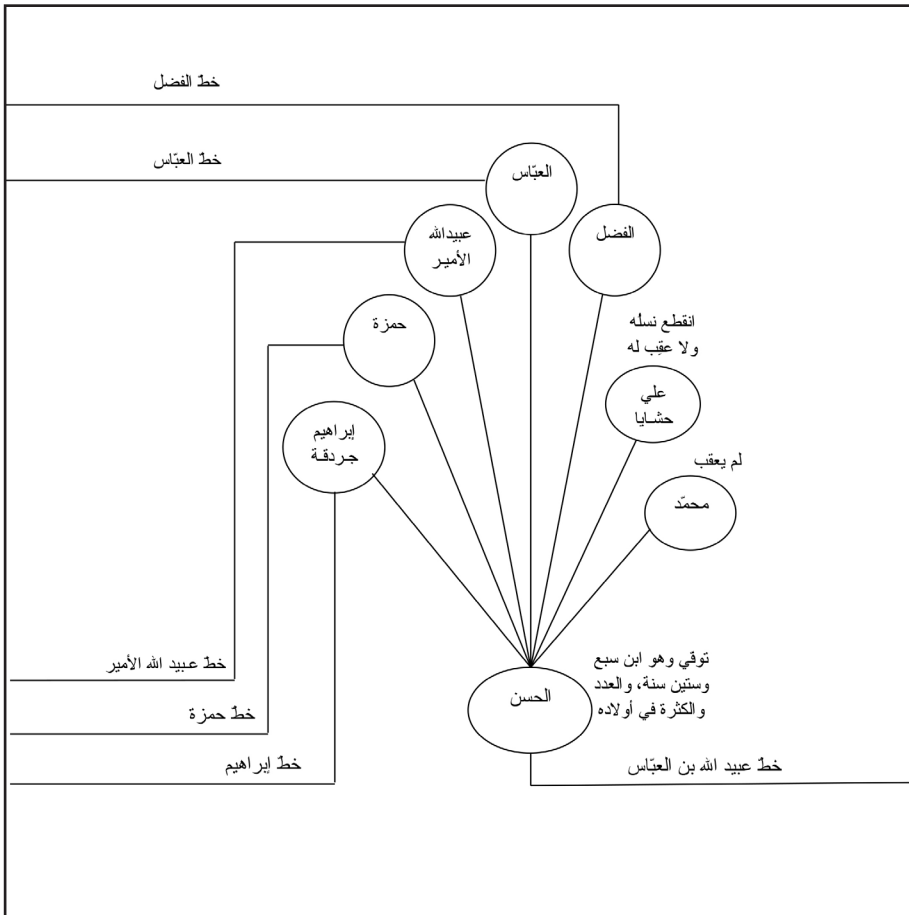 خطّ الفضل
خطّ العبّاس
العبّاس
الفضل
عبيدالله
الأمير
حمزة
انقطع نسلُه
ولا عقِب له
علي
حشايا
إبراهيم
جردقة
لم يعقب
محمّد
خطّ عبيد الله الأمير
توفي وهو ابن سبع
وستين سنة، والعدد
والكثرة في أولاده
الحسن
خطّ حمزة
خطّ إبراهيم
خطّ عبيد الله بن العبّاس